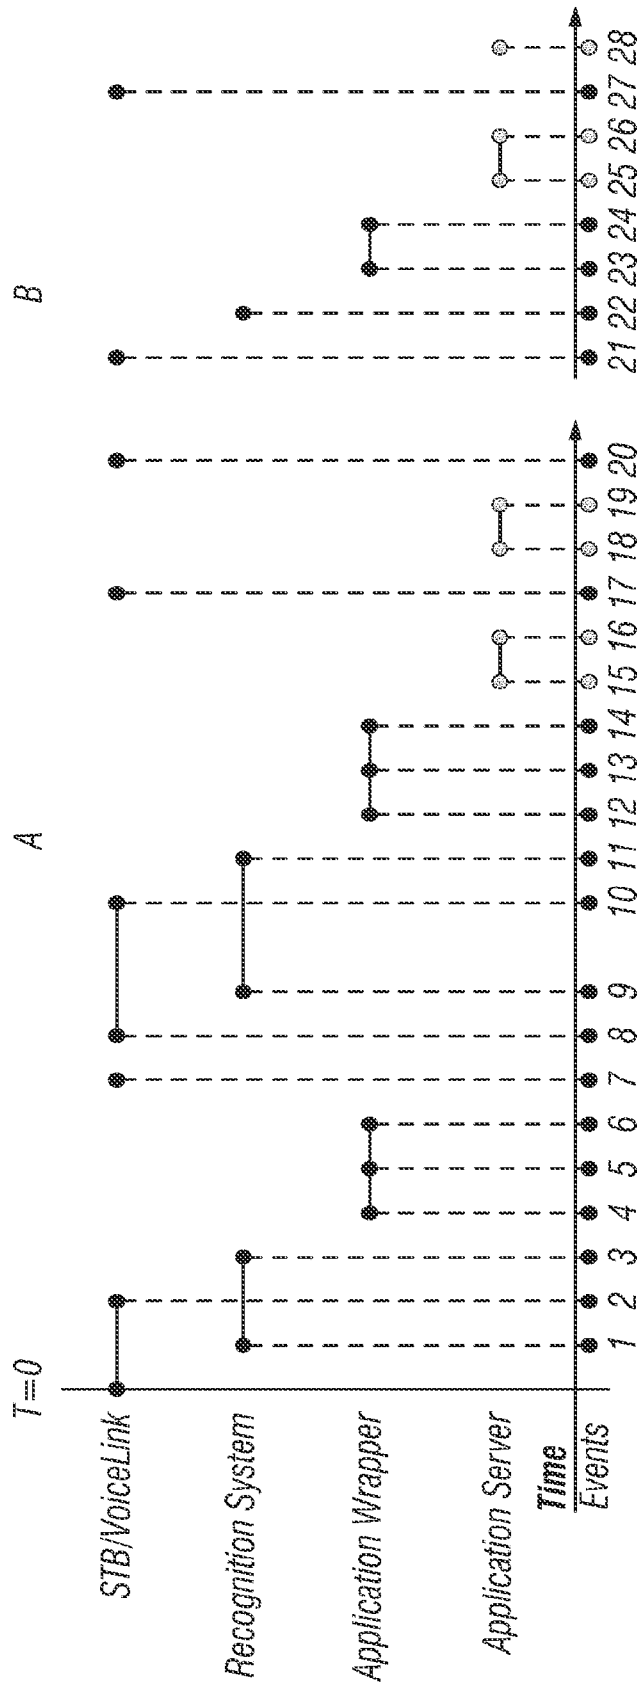 T=0
A
B
STB/VoiceLink
Recognition System
Application Wrapper
Application Server
Time
Events
1 2 3 4 5 6 7 8 9 10 11 12 13 14 15 16 17 18 19 20 21 22 23 24 25 26 27 28